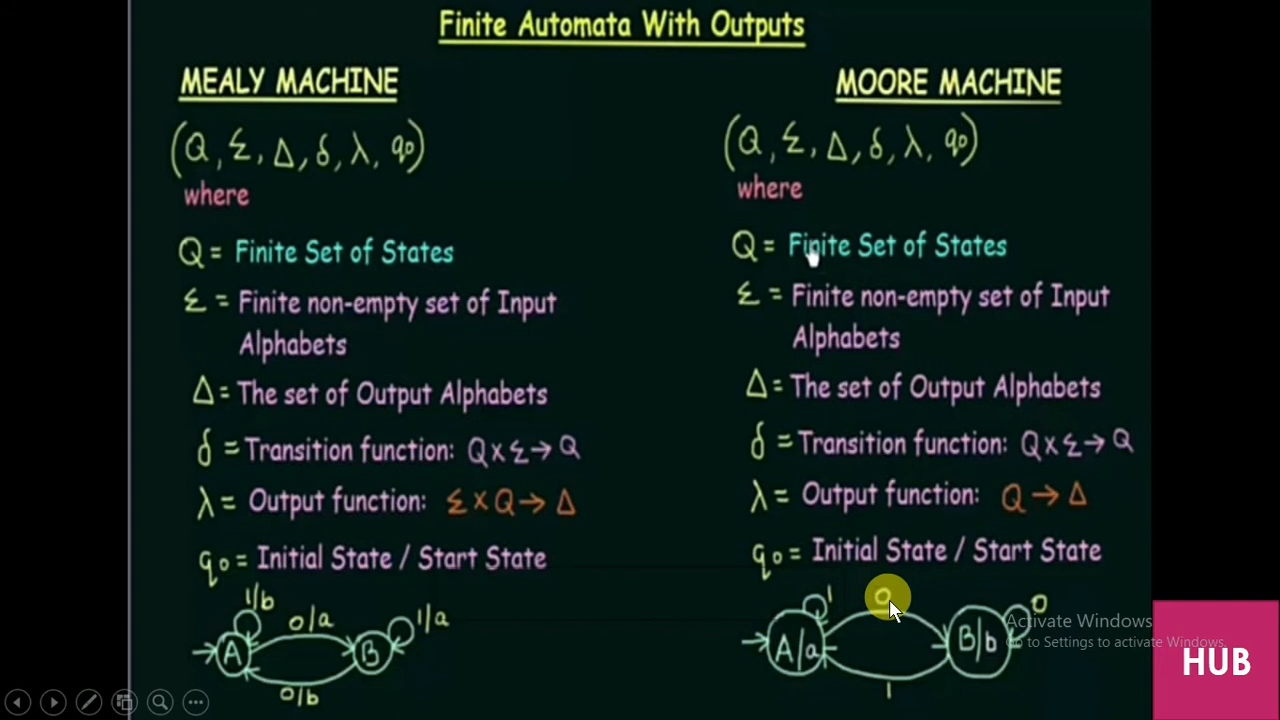 Finite Automata With Outputs
MEALY MACHINE
(Q, Σ, Δ, δ, λ, q0)
where
Q = Finite Set of States
Σ = Finite non-empty set of Input
Alphabets
Δ = The set of Output Alphabets
δ = Transition function: Q x Σ → Q
λ = Output function: Σ x Q → Δ
q0 = Initial State / Start State
1/b
0/a
1/a
A
B
0/b
MOORE MACHINE
(Q, Σ, Δ, δ, λ, q0)
where
Q = Finite Set of States
Σ = Finite non-empty set of Input
Alphabets
Δ = The set of Output Alphabets
δ = Transition function: Q x Σ → Q
λ = Output function: Q → Δ
q0 = Initial State / Start State
1
0
0
A/a
B/b
1
Activate Windows
Go to Settings to activate Windows.
HUB